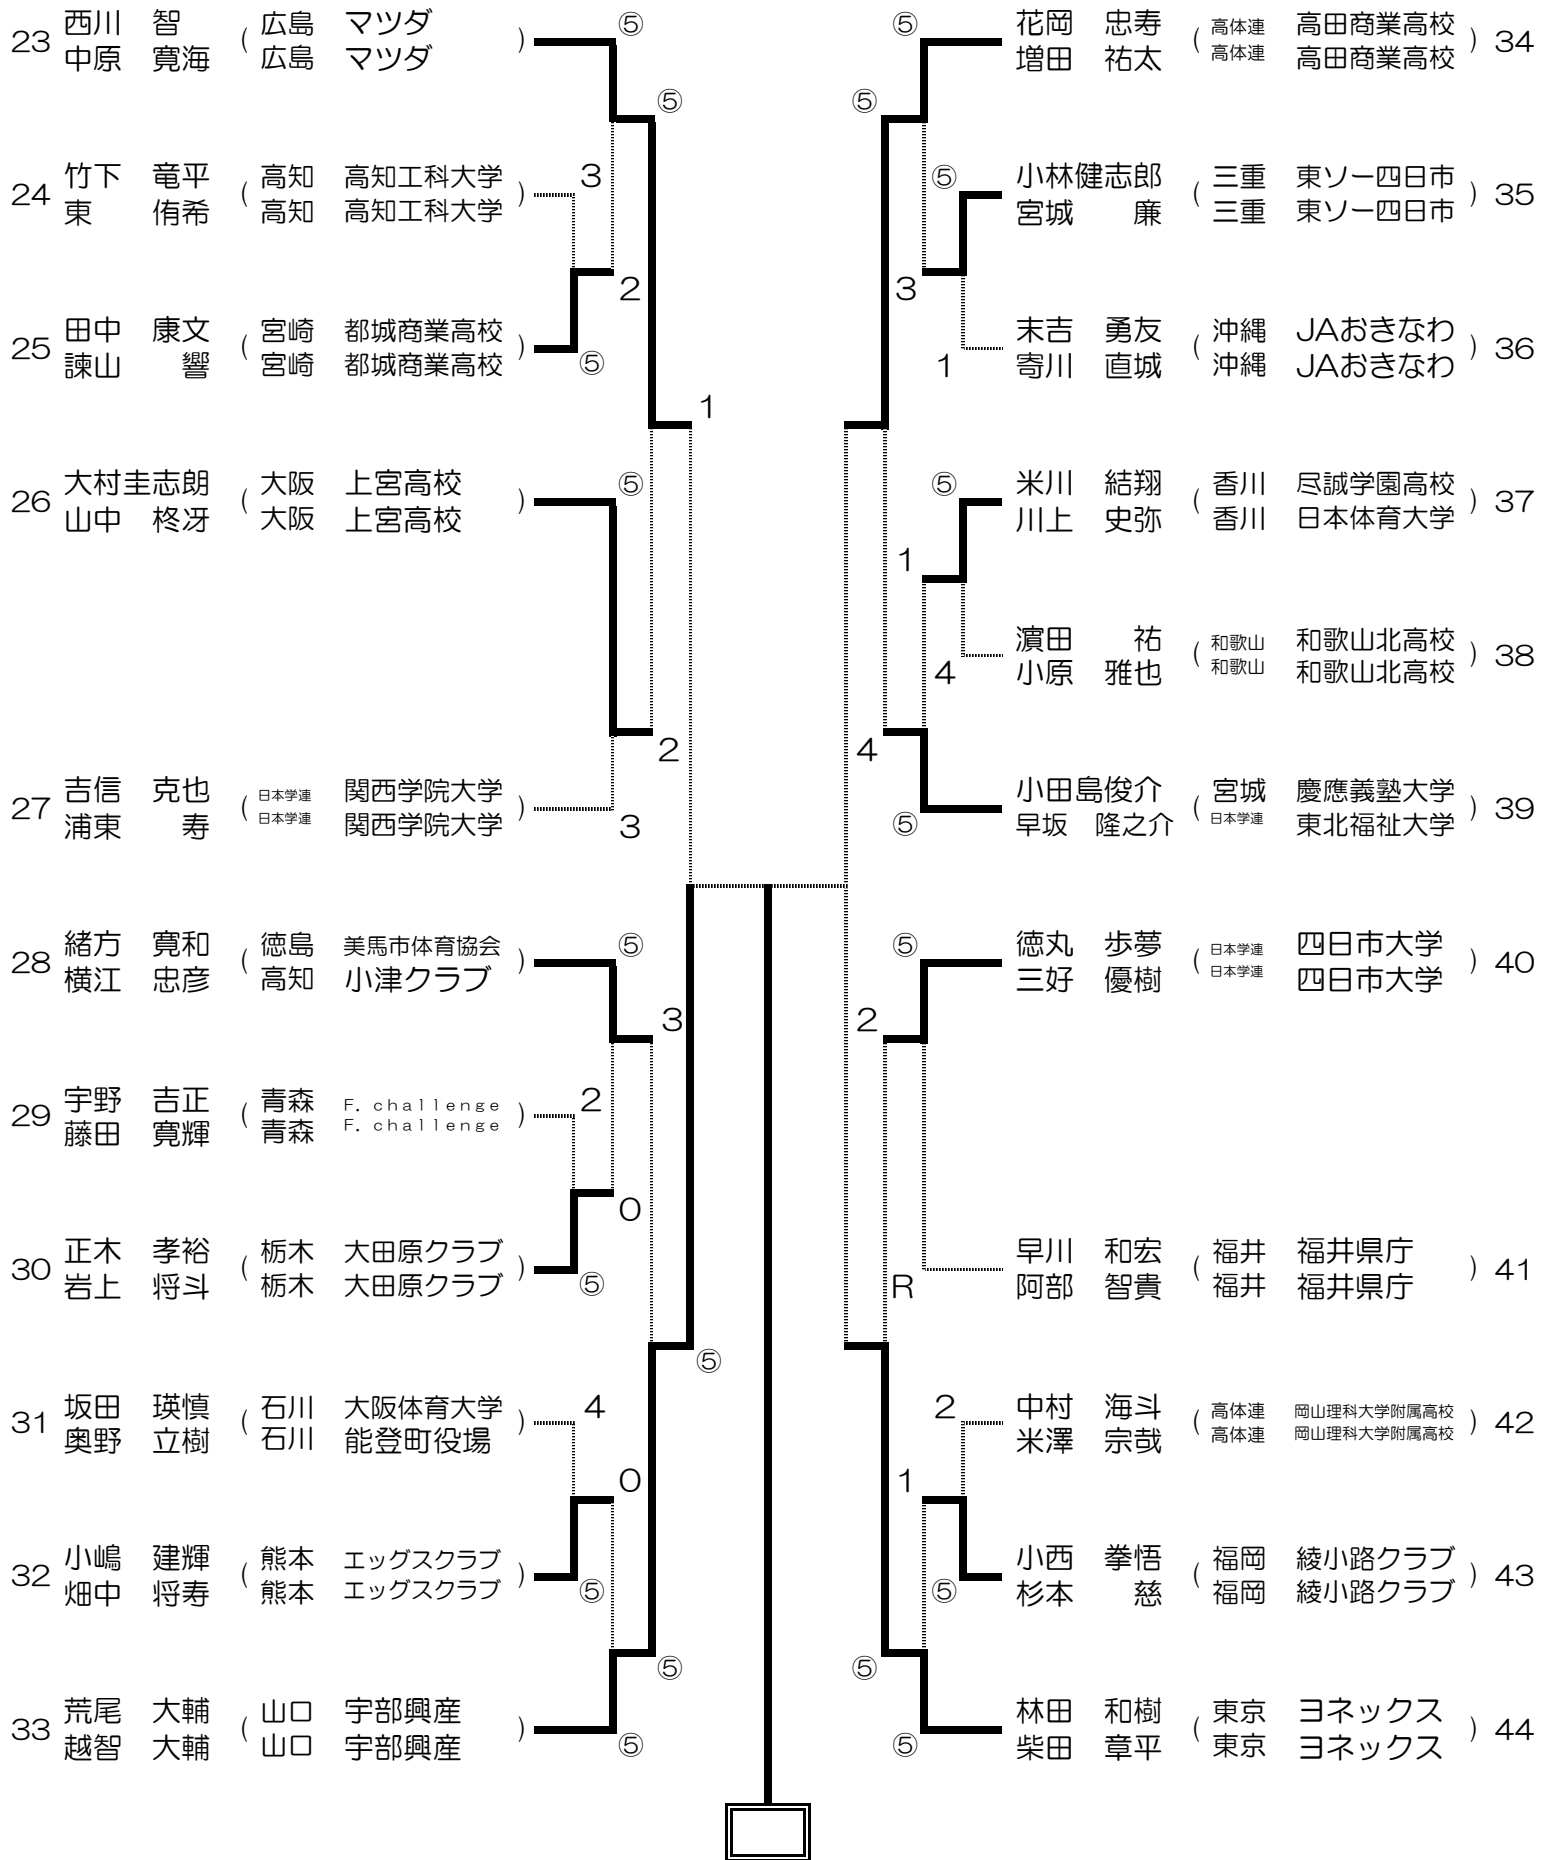 23 西川 智 ( 広島 マツダ )
中原 寛海 広島 マツダ
⑤
⑤
24 竹下 竜平 ( 高知 高知工科大学 )
東 侑希 高知 高知工科大学
3
2
25 田中 康文 ( 宮崎 都城商業高校 )
諫山 響 宮崎 都城商業高校
⑤
1
26 大村圭志朗 ( 大阪 上宮高校 )
山中 柊冴 大阪 上宮高校
⑤
2
27 吉信 克也 ( 日本学連 関西学院大学 )
浦東 寿 日本学連 関西学院大学
3
28 緒方 寛和 ( 徳島 美馬市体育協会 )
横江 忠彦 高知 小津クラブ
⑤
3
29 宇野 吉正 ( 青森 F. challenge )
藤田 寛輝 青森 F. challenge
2
0
30 正木 孝裕 ( 栃木 大田原クラブ )
岩上 将斗 栃木 大田原クラブ
⑤
⑤
31 坂田 瑛慎 ( 石川 大阪体育大学 )
奥野 立樹 石川 能登町役場
4
0
32 小嶋 建輝 ( 熊本 エッグスクラブ )
畑中 将寿 熊本 エッグスクラブ
⑤
⑤
33 荒尾 大輔 ( 山口 宇部興産 )
越智 大輔 山口 宇部興産
⑤
⑤
花岡 忠寿 ( 高体連 高田商業高校 ) 34
増田 祐太 高体連 高田商業高校
⑤
⑤
小林健志郎 ( 三重 東ソー四日市 ) 35
宮城 廉 三重 東ソー四日市
3
末吉 勇友 ( 沖縄 JAおきなわ ) 36
寄川 直城 沖縄 JAおきなわ
1
⑤
米川 結翔 ( 香川 尽誠学園高校 ) 37
川上 史弥 香川 日本体育大学
1
濵田 祐 ( 和歌山 和歌山北高校 ) 38
小原 雅也 和歌山 和歌山北高校
4
4
小田島俊介 ( 宮城 慶應義塾大学 ) 39
早坂 隆之介 日本学連 東北福祉大学
⑤
⑤
徳丸 歩夢 ( 日本学連 四日市大学 ) 40
三好 優樹 日本学連 四日市大学
2
早川 和宏 ( 福井 福井県庁 ) 41
阿部 智貴 福井 福井県庁
R
2
中村 海斗 ( 高体連 岡山理科大学附属高校 ) 42
米澤 宗哉 高体連 岡山理科大学附属高校
1
小西 拳悟 ( 福岡 綾小路クラブ ) 43
杉本 慈 福岡 綾小路クラブ
⑤
⑤
林田 和樹 ( 東京 ヨネックス ) 44
柴田 章平 東京 ヨネックス
⑤